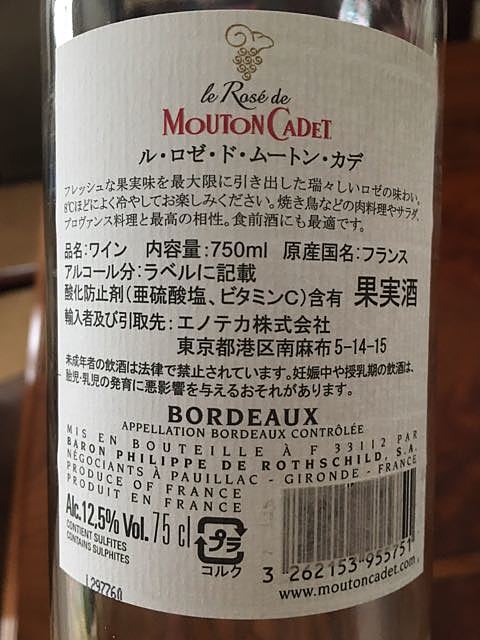 le Rosé de
MOUTON CADET
ル・ロゼ・ド・ムートン・カデ
フレッシュな果実味を最大限に引き出した瑞々しいロゼの味わい。
8℃ほどによく冷やしてお楽しみください。焼き鳥などの肉料理やサラダ、
プロヴァンス料理と最高の相性。食前酒にも最適です。
品名:ワイン 内容量:750ml 原産国名:フランス
アルコール分:ラベルに記載
酸化防止剤(亜硫酸塩、ビタミンC)含有 果実酒
輸入者及び引取先:エノテカ株式会社
東京都港区南麻布5-14-15
未成年者の飲酒は法律で禁止されています。妊娠中や授乳期の飲酒は、
胎児・乳児の発育に悪影響を与えるおそれがあります。
BORDEAUX
APPELLATION BORDEAUX CONTRÔLÉE
MIS EN BOUTEILLE À F 33112 PAR
BARON PHILIPPE DE ROTHSCHILD, S.A.
NÉGOCIANTS À PAUILLAC - GIRONDE - FRANCE
PRODUCE OF FRANCE
PRODUIT EN FRANCE
Alc.12,5% Vol. 75 cl
CONTIENT SULFITES
CONTAINS SULPHITES
プラ
コルク
3 262153 955751
www.moutoncadet.com